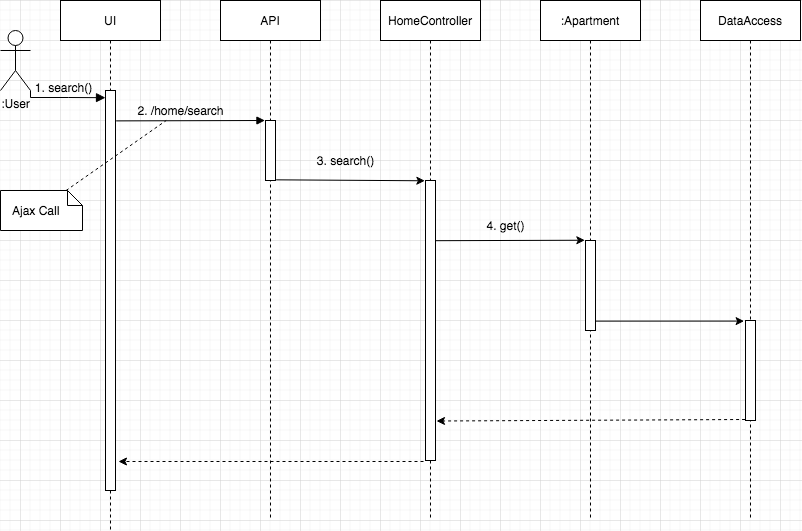 UI
API
HomeController
:Apartment
DataAccess
1. search()
:User
2. /home/search
3. search()
Ajax Call
4. get()